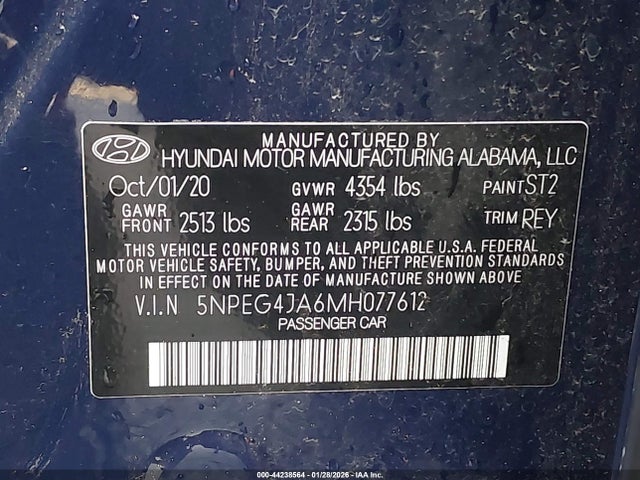 MANUFACTURED BY
HYUNDAI MOTOR MANUFACTURING ALABAMA, LLC
Oct/01/20 GVWR 4354 lbs PAINT ST2
GAWR FRONT 2513 lbs GAWR REAR 2315 lbs TRIM REY
THIS VEHICLE CONFORMS TO ALL APPLICABLE U.S.A. FEDERAL
MOTOR VEHICLE SAFETY, BUMPER, AND THEFT PREVENTION STANDARDS
IN EFFECT ON THE DATE OF MANUFACTURE SHOWN ABOVE
V.I.N 5NPEG4JA6MH077612
PASSENGER CAR
000-44238564 - 01/28/2026 - IAA Inc.